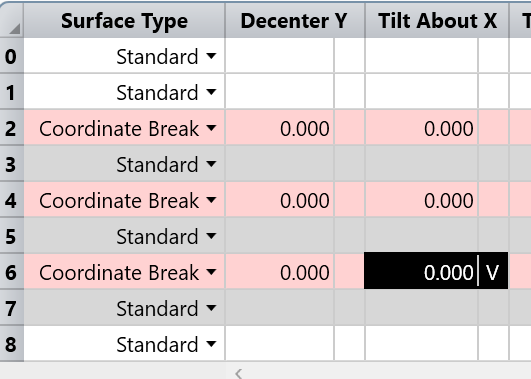 Surface Type Decenter Y Tilt About X
0 Standard
1 Standard
2 Coordinate Break 0.000 0.000
3 Standard
4 Coordinate Break 0.000 0.000
5 Standard
6 Coordinate Break 0.000 0.000 V
7 Standard
8 Standard